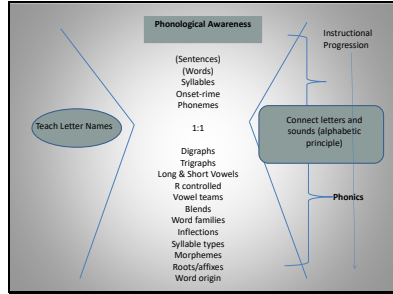 Phonological Awareness
Instructional
Progression
(Sentences)
(Words)
Syllables
Onset-rime
Phonemes
Teach Letter Names
1:1
Connect letters and
sounds (alphabetic
principle)
Digraphs
Trigraphs
Long & Short Vowels
R controlled
Vowel teams
Phonics
Blends
Word families
Inflections
Syllable types
Morphemes
Roots/affixes
Word origin